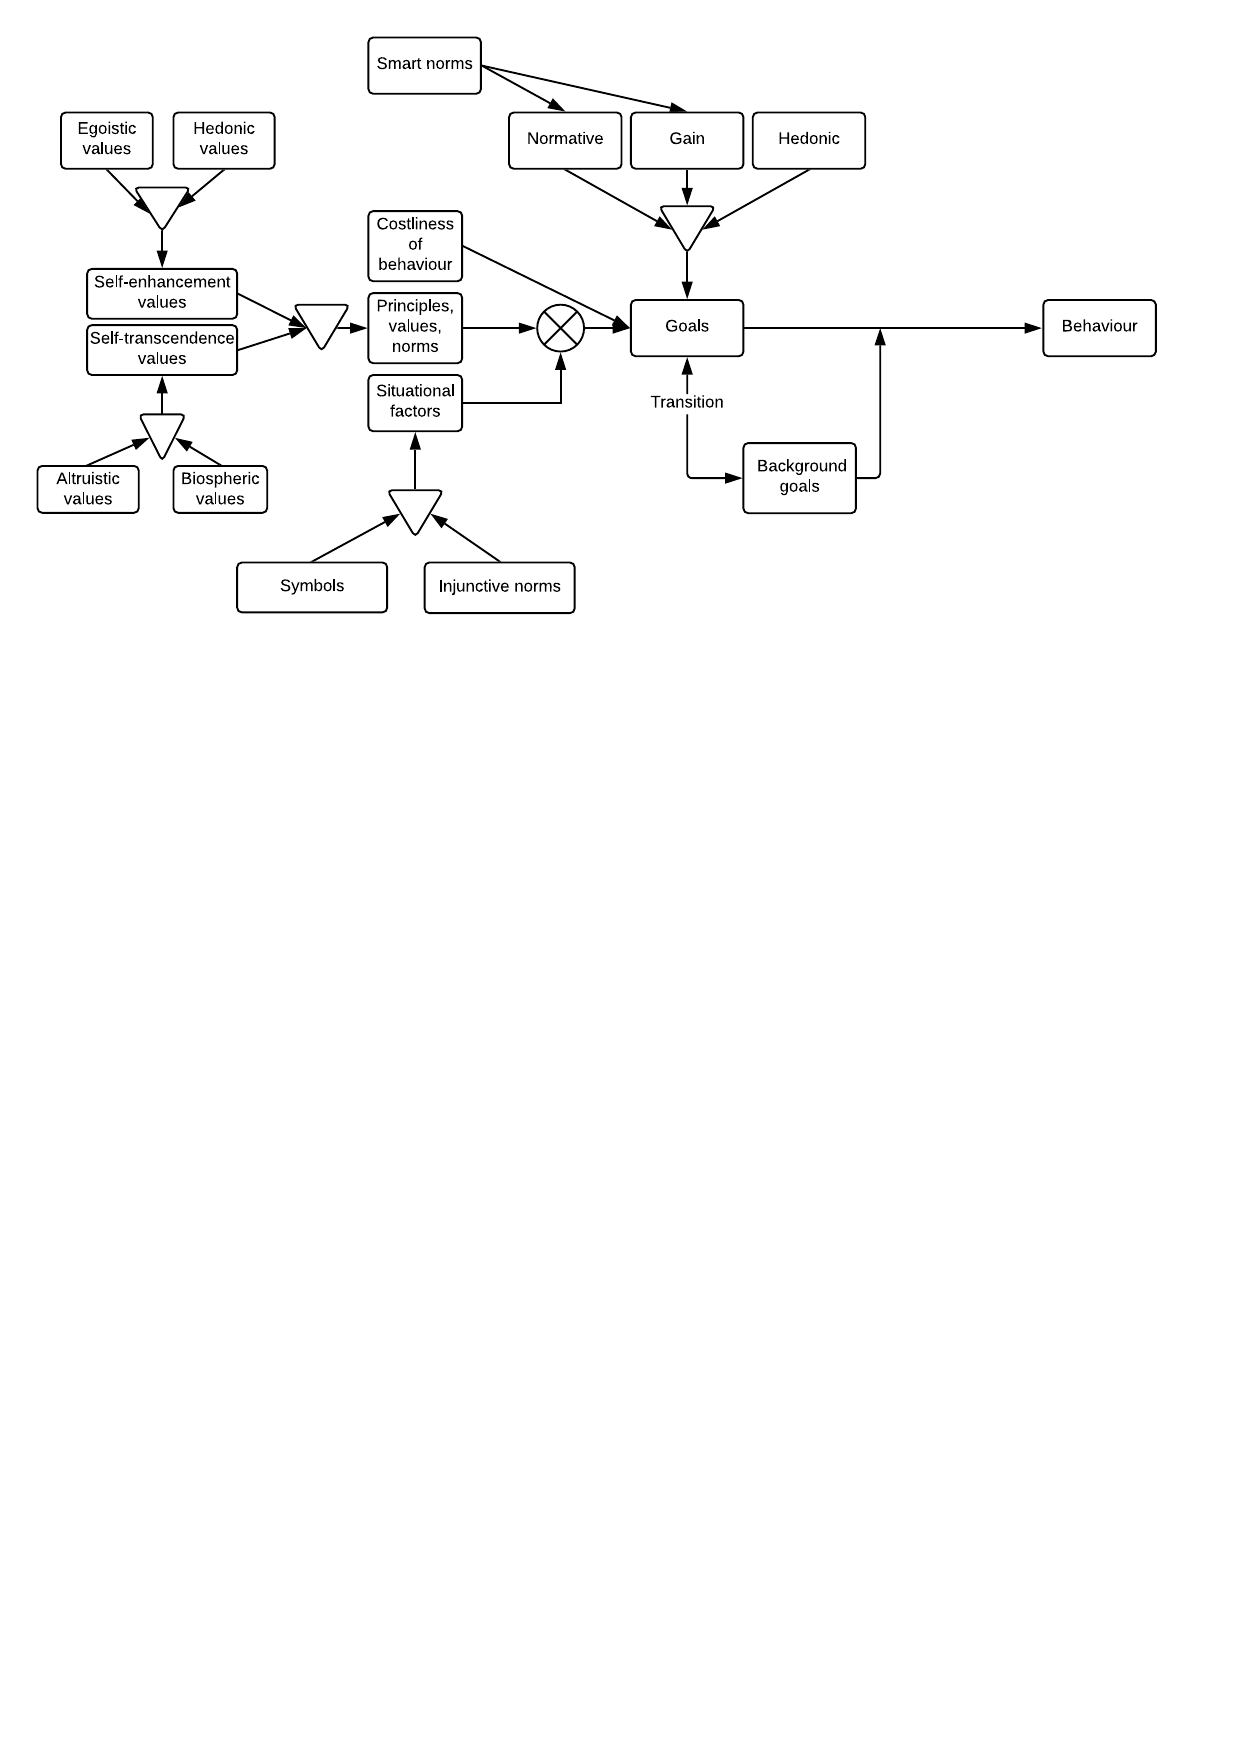 Smart norms
Egoistic
values
Hedonic
values
Normative
Gain
Hedonic
Costliness
of
behaviour
Self-enhancement
values
Principles,
values,
norms
Goals
Behaviour
Self-transcendence
values
Situational
factors
Transition
Altruistic
values
Biospheric
values
Background
goals
Symbols
Injunctive norms